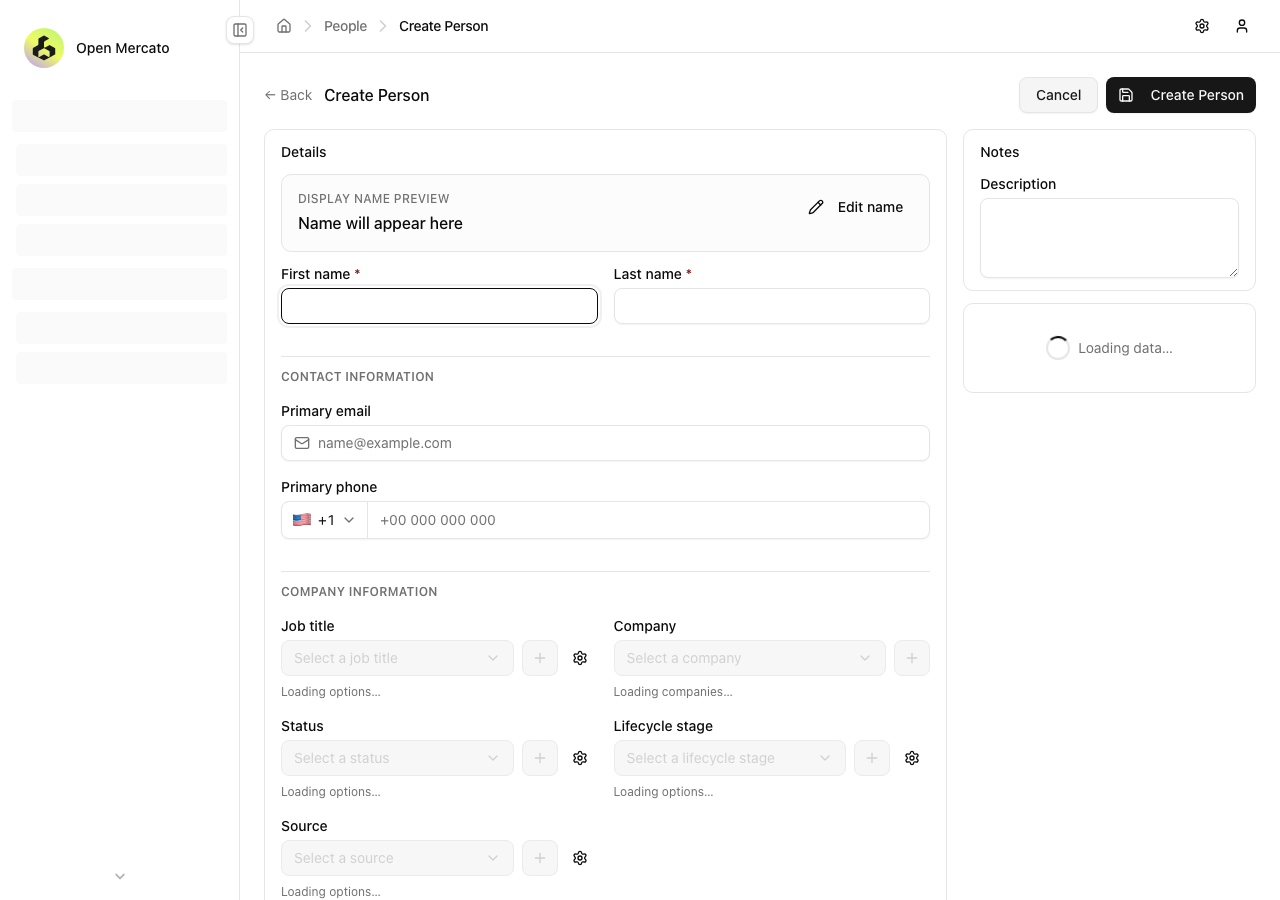 Open Mercato
People
Create Person
Back
Create Person
Cancel
Create Person
Details
DISPLAY NAME PREVIEW
Name will appear here
Edit name
First name *
Last name *
CONTACT INFORMATION
Primary email
name@example.com
Primary phone
+1
+00 000 000 000
COMPANY INFORMATION
Job title
Company
Select a job title
Select a company
Loading options…
Loading companies…
Status
Lifecycle stage
Select a status
Select a lifecycle stage
Loading options…
Loading options…
Source
Select a source
Loading options…
Notes
Description
Loading data…